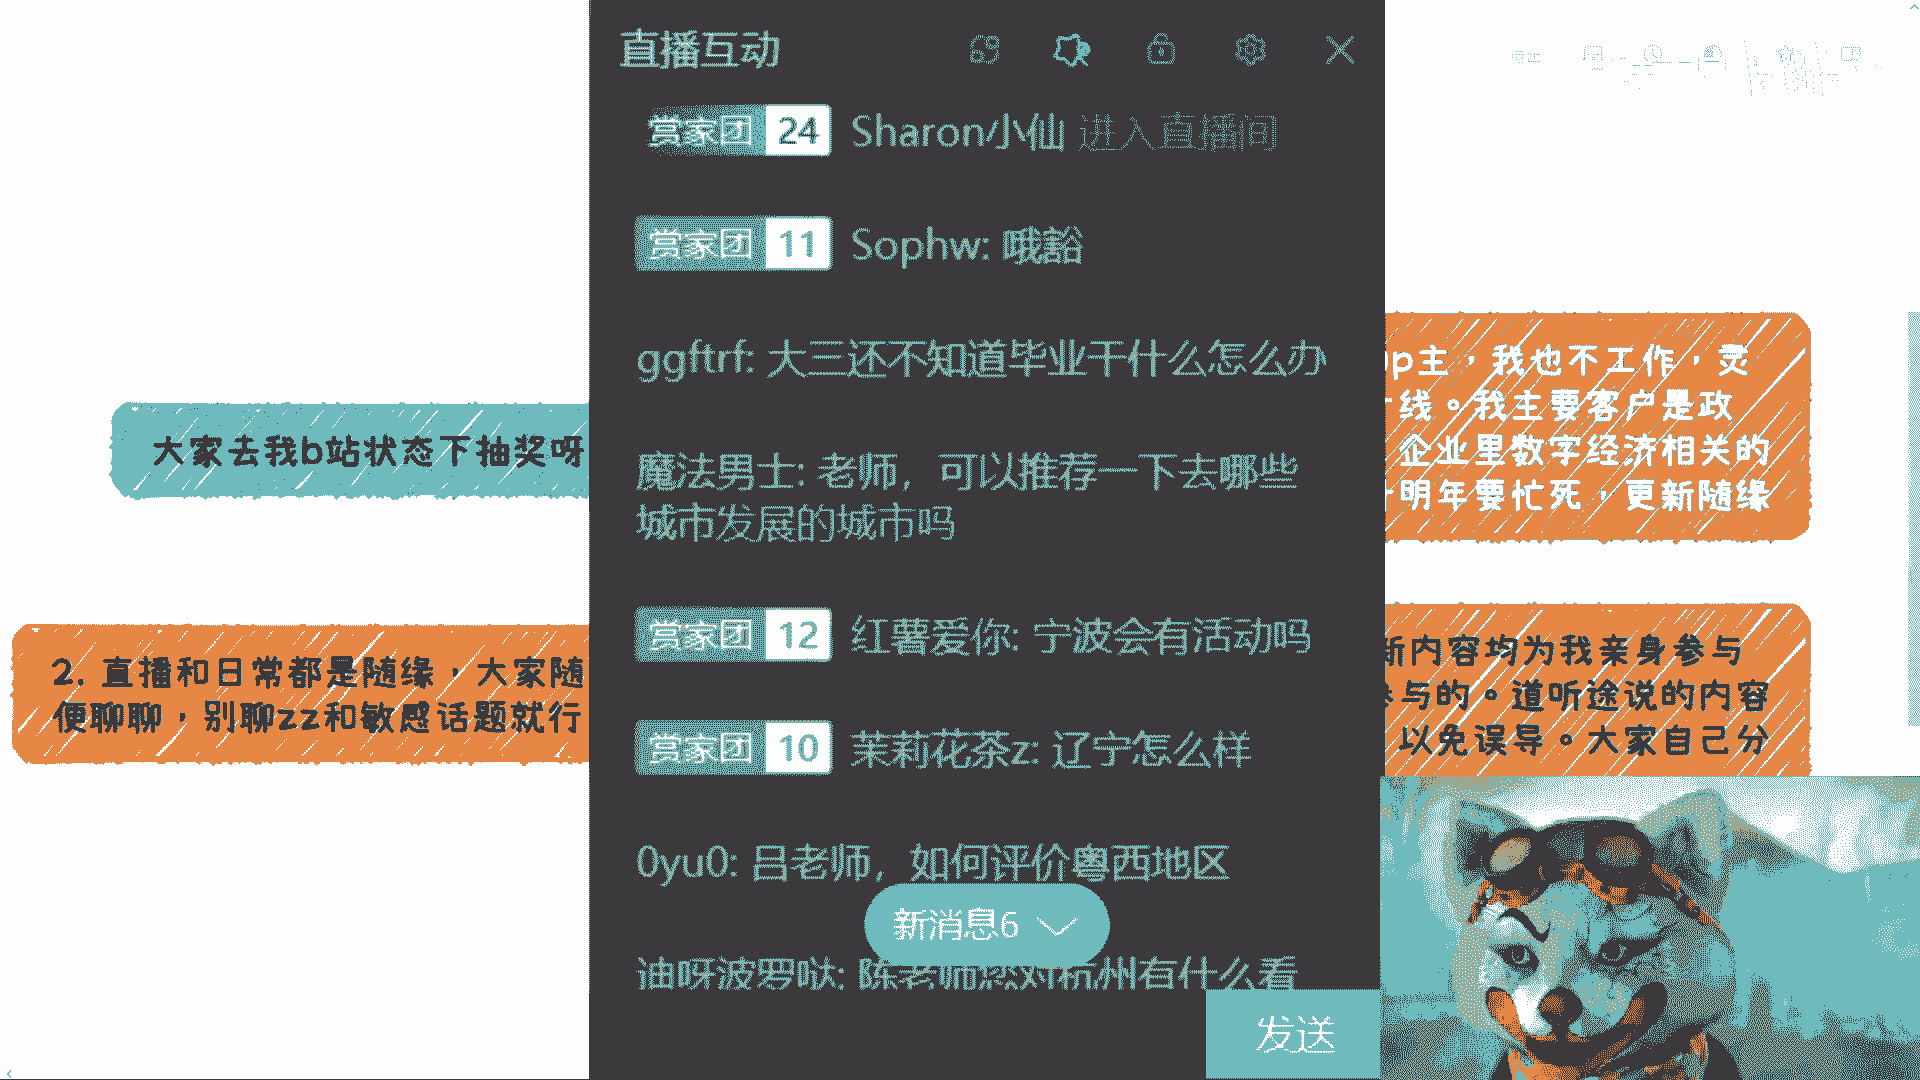 直播互动
赏家团 24 Sharon小仙 进入直播间
赏家团 11 Sophw: 哦豁
ggftrf: 大三还不知道毕业干什么怎么办
魔法男士: 老师，可以推荐一下去哪些
城市发展的城市吗
赏家团 12 红薯爱你: 宁波会有活动吗
赏家团 10 茉莉花茶z: 辽宁怎么样
0yu0: 吕老师，如何评价粤西地区
新消息6
迪呀波罗哒: 陈老师您对杭州有什么看
发送
大家去我b站状态下抽奖呀
2. 直播和日常都是随缘，大家随
便聊聊，别聊zz和敏感话题就行
up主，我也不工作，灵
线。我主要客户是政
企业里数字经济相关的
明年要忙死，更新随缘
新内容均为我亲身参与
参与的。道听途说的内容
以免误导。大家自己分